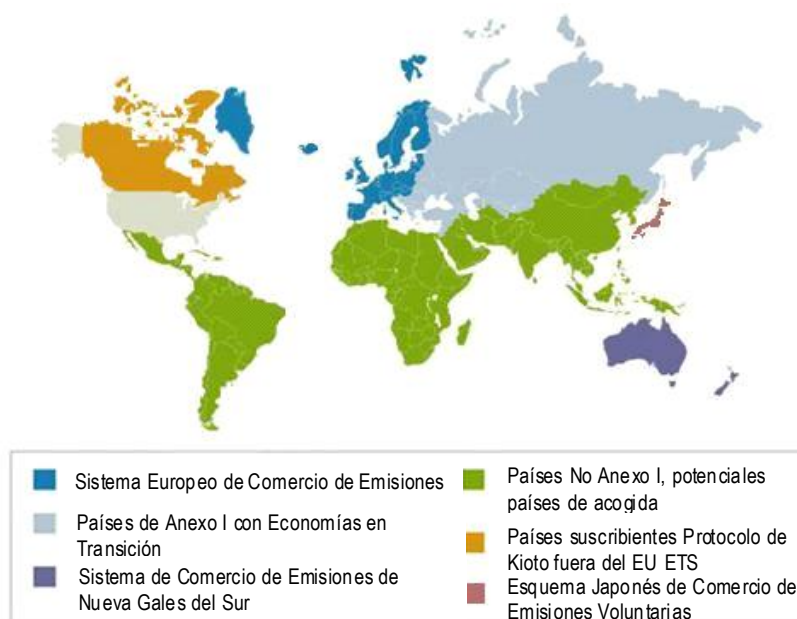 Sistema Europeo de Comercio de Emisiones
Países de Anexo I con Economías en
Transición
Sistema de Comercio de Emisiones de
Nueva Gales del Sur
Países No Anexo I, potenciales
países de acogida
Países suscribientes Protocolo de
Kioto fuera del EU ETS
Esquema Japonés de Comercio de
Emisiones Voluntarias